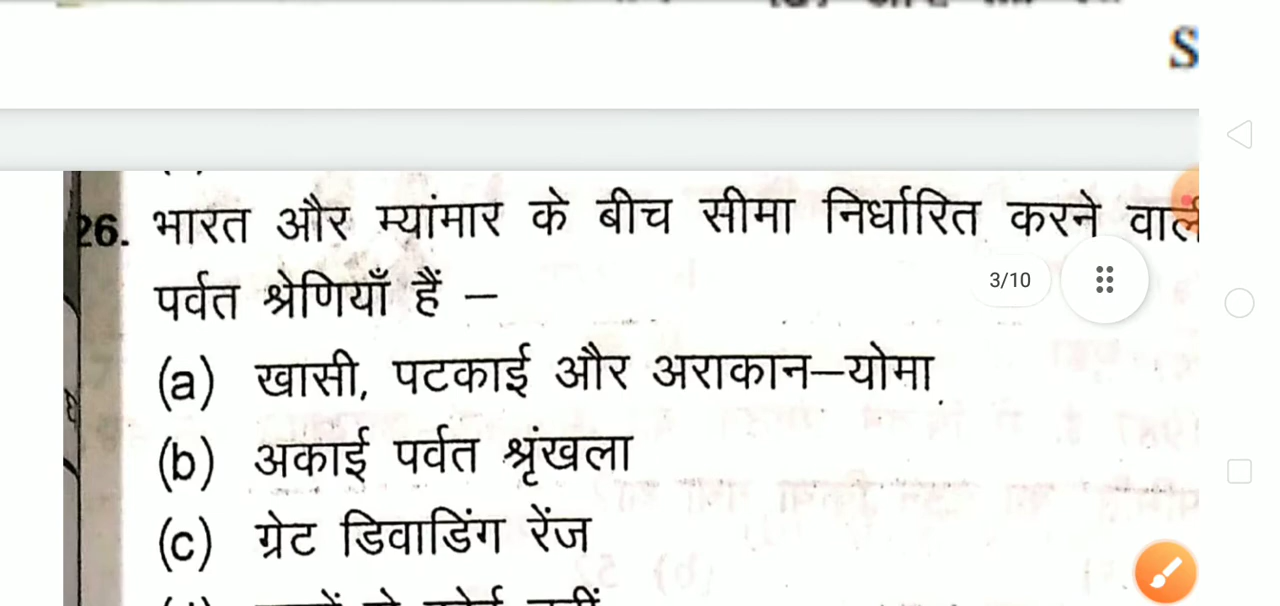 S
26. भारत और म्यांमार के बीच सीमा निर्धारित करने वाली
पर्वत श्रेणियाँ हैं –
3/10
(a) खासी, पटकाई और अराकान–योमा
(b) अकाई पर्वत श्रृंखला
(c) ग्रेट डिवाडिंग रेंज